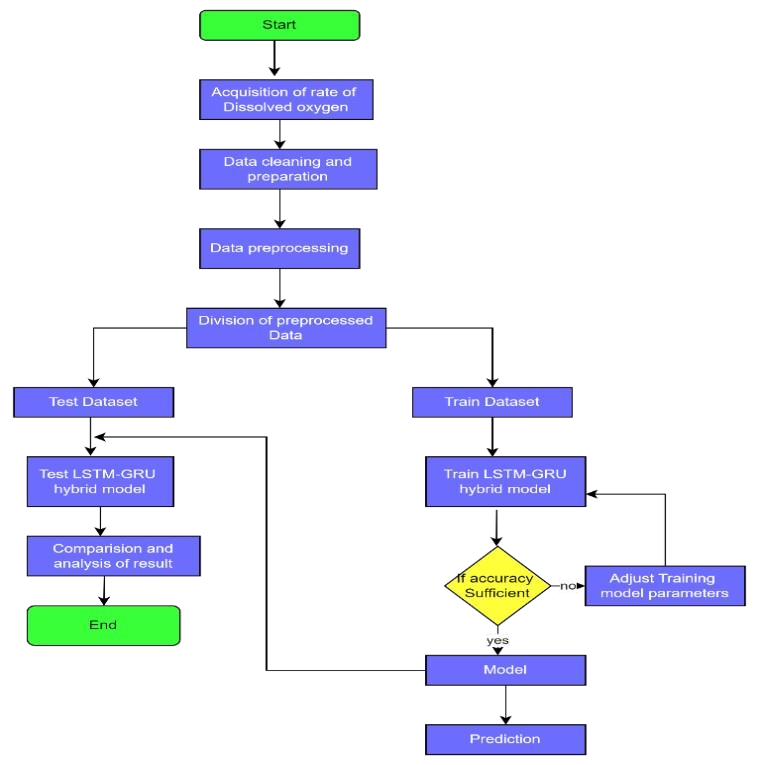 Start
Acquisition of rate of
Dissolved oxygen
Data cleaning and
preparation
Data preprocessing
Division of preprocessed
Data
Test Dataset
Train Dataset
Test LSTM-GRU
hybrid model
Train LSTM-GRU
hybrid model
Comparision and
analysis of result
If accuracy
Sufficient
no
Adjust Training
model parameters
End
yes
Model
Prediction